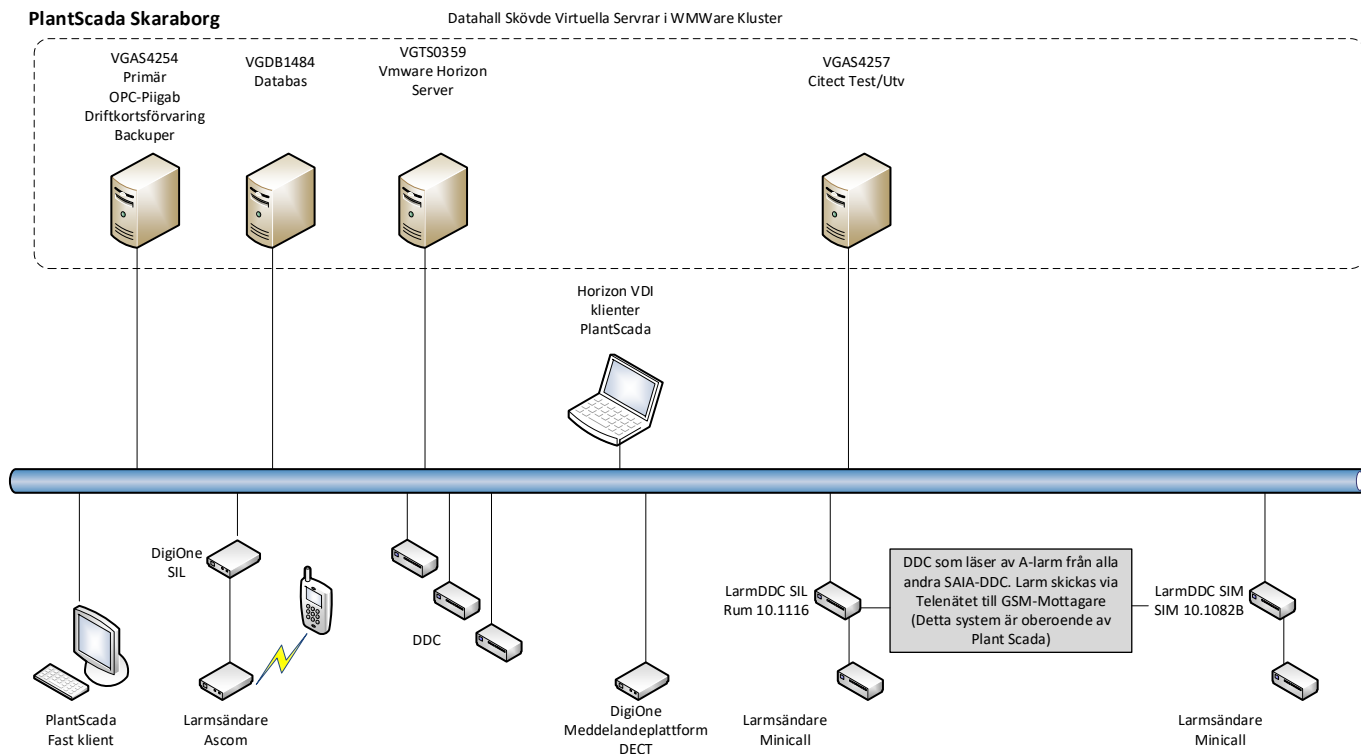 PlantScada Skaraborg
Datahall Skövde Virtuella Servrar i WMWare Kluster
VGAS4254
Primär
OPC-Piigab
Driftkortsförvaring
Backuper
VGDB1484
Databas
VGTS0359
Vmware Horizon
Server
VGAS4257
Citect Test/Utv
Horizon VDI
klienter
PlantScada
DigiOne
SIL
DDC
LarmDDC SIL
Rum 10.1116
DDC som läser av A-larm från alla
andra SAIA-DDC. Larm skickas via
Telenätet till GSM-Mottagare
(Detta system är oberoende av
Plant Scada)
LarmDDC SIM
SIM 10.1082B
PlantScada
Fast klient
Larmsändare
Ascom
DigiOne
Meddelandeplattform
DECT
Larmsändare
Minicall
Larmsändare
Minicall